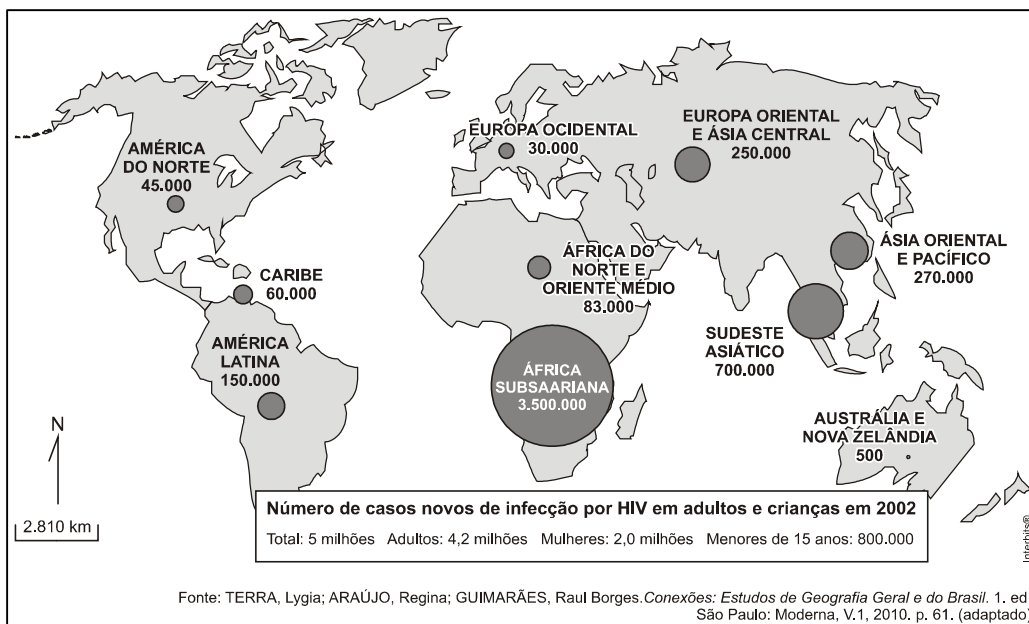 AMÉRICA
DO NORTE
45.000
EUROPA OCIDENTAL
30.000
EUROPA ORIENTAL
E ÁSIA CENTRAL
250.000
CARIBE
60.000
ÁFRICA DO
NORTE E
ORIENTE MÉDIO
83.000
ÁSIA ORIENTAL
E PACÍFICO
270.000
AMÉRICA
LATINA
150.000
ÁFRICA
SUBSAARIANA
3.500.000
SUDESTE
ASIÁTICO
700.000
AUSTRÁLIA E
NOVA ZELÂNDIA
500
N
2.810 km
Número de casos novos de infecção por HIV em adultos e crianças em 2002
Total: 5 milhões Adultos: 4,2 milhões Mulheres: 2,0 milhões Menores de 15 anos: 800.000
Interbits®
Fonte: TERRA, Lygia; ARAÚJO, Regina; GUIMARÃES, Raul Borges.Conexões: Estudos de Geografia Geral e do Brasil. 1. ed.
São Paulo: Moderna, V.1, 2010. p. 61. (adaptado)